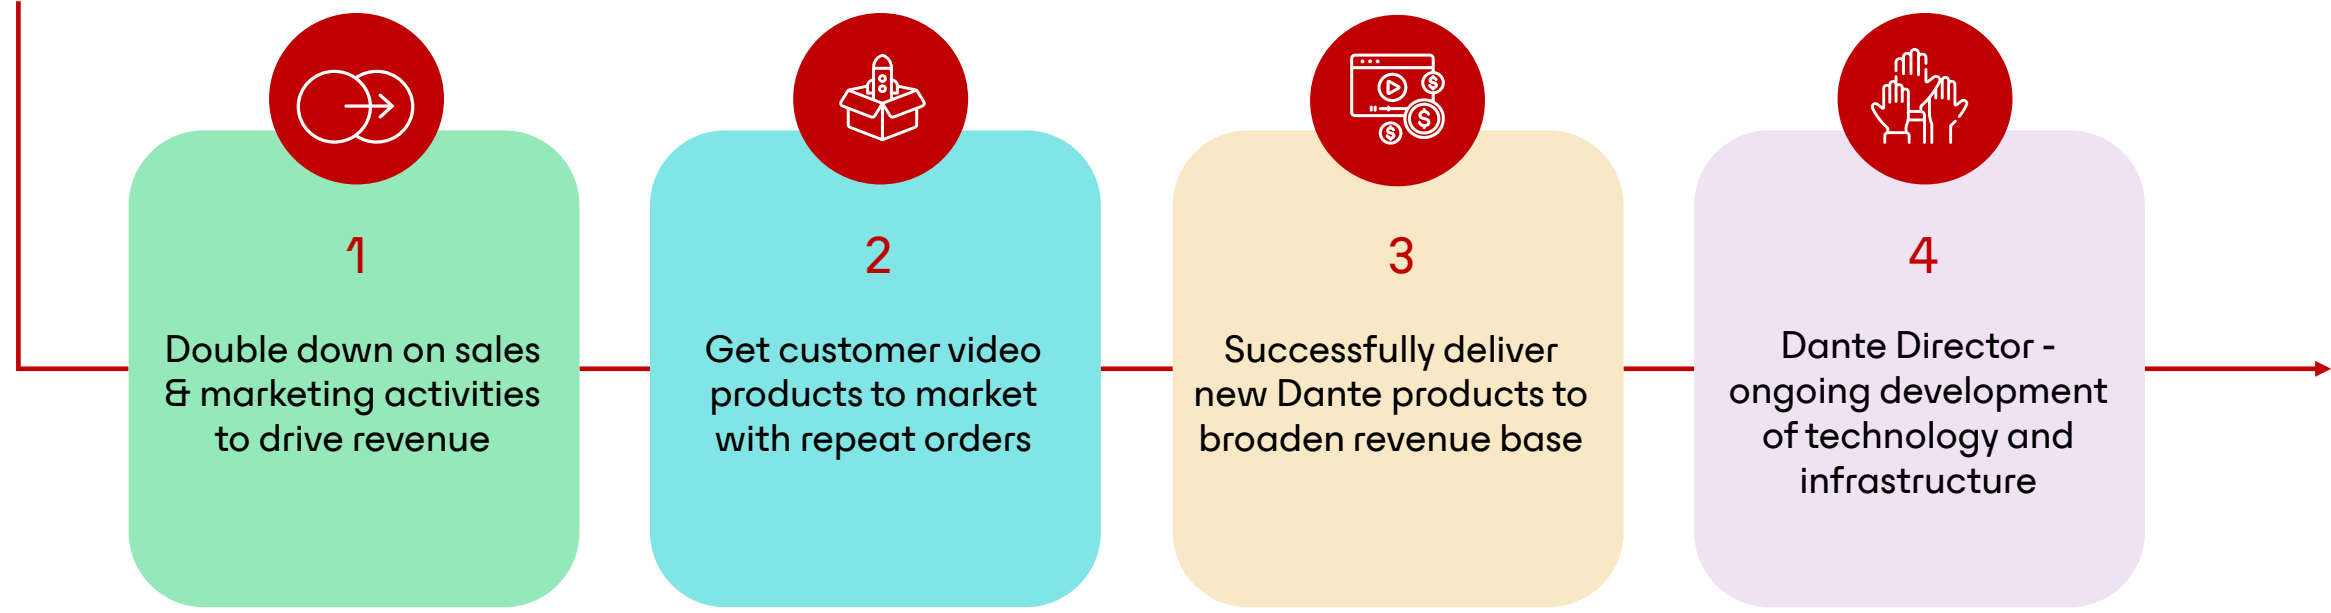 1
Double down on sales
& marketing activities
to drive revenue
2
Get customer video
products to market
with repeat orders
3
Successfully deliver
new Dante products to
broaden revenue base
4
Dante Director -
ongoing development
of technology and
infrastructure